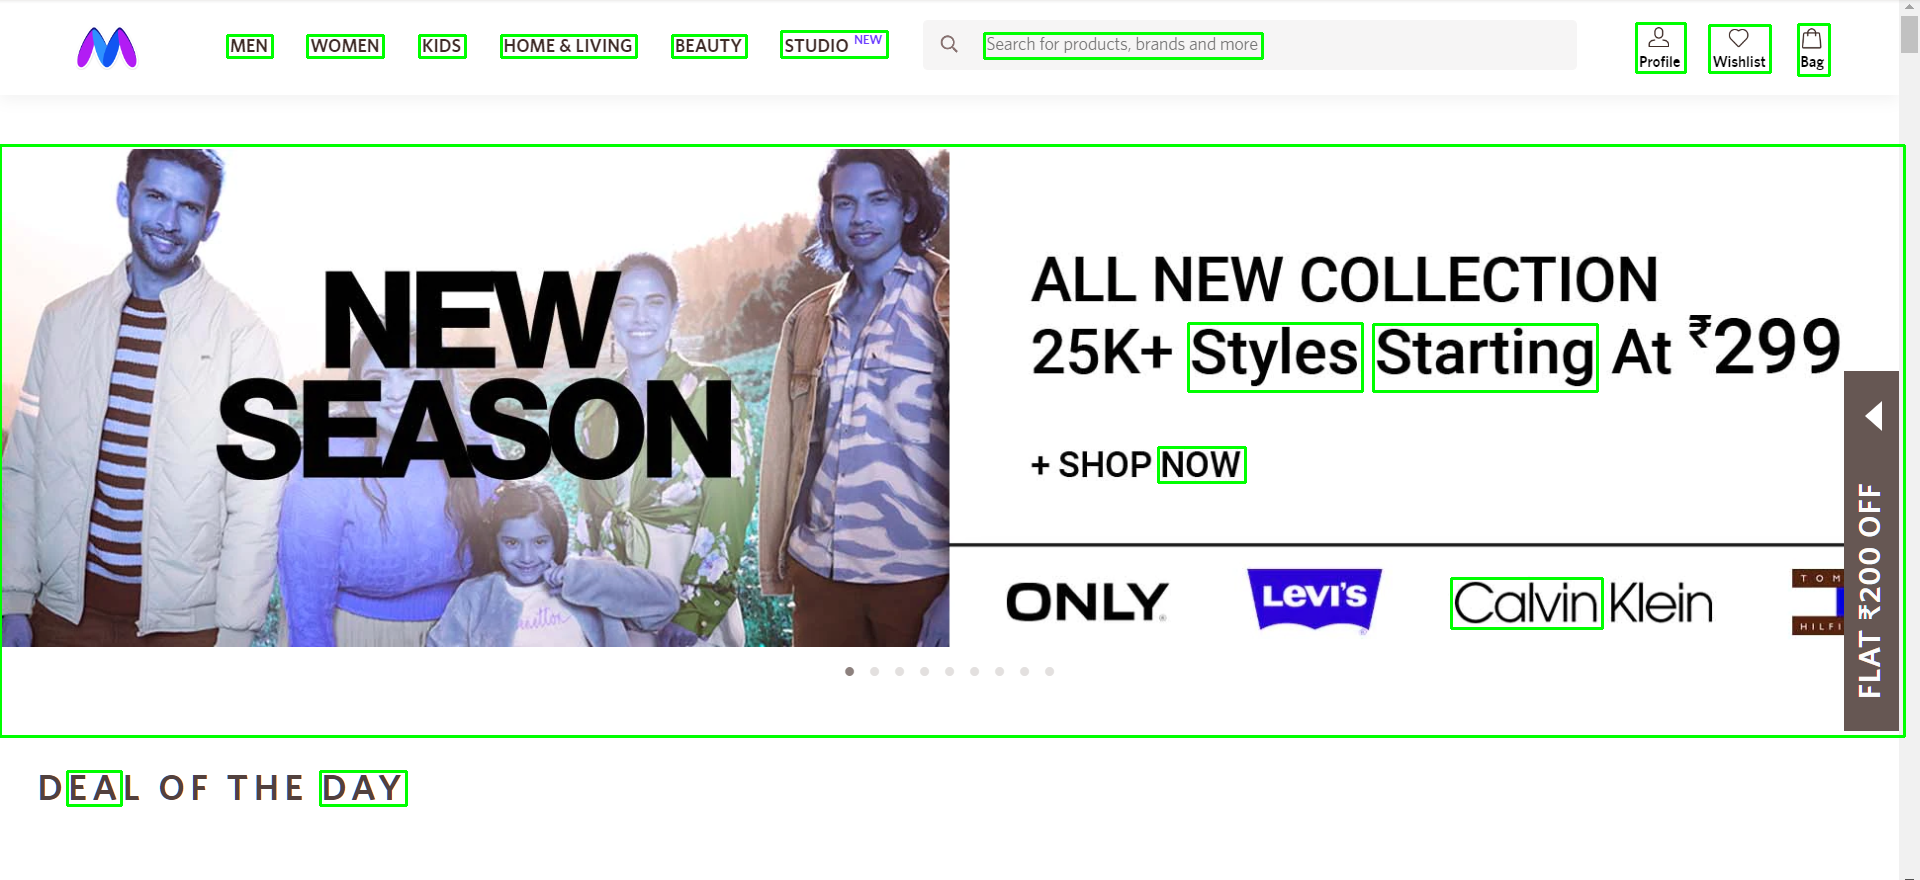 MEN WOMEN KIDS HOME & LIVING BEAUTY STUDIO NEW Search for products, brands and more Profile Wishlist Bag
NEW
SEASON
ALL NEW COLLECTION
25K+ Styles Starting At ₹299
+ SHOP NOW
ONLY Levi's Calvin Klein TOM
HILFI
FLAT ₹200 OFF
DEAL OF THE DAY